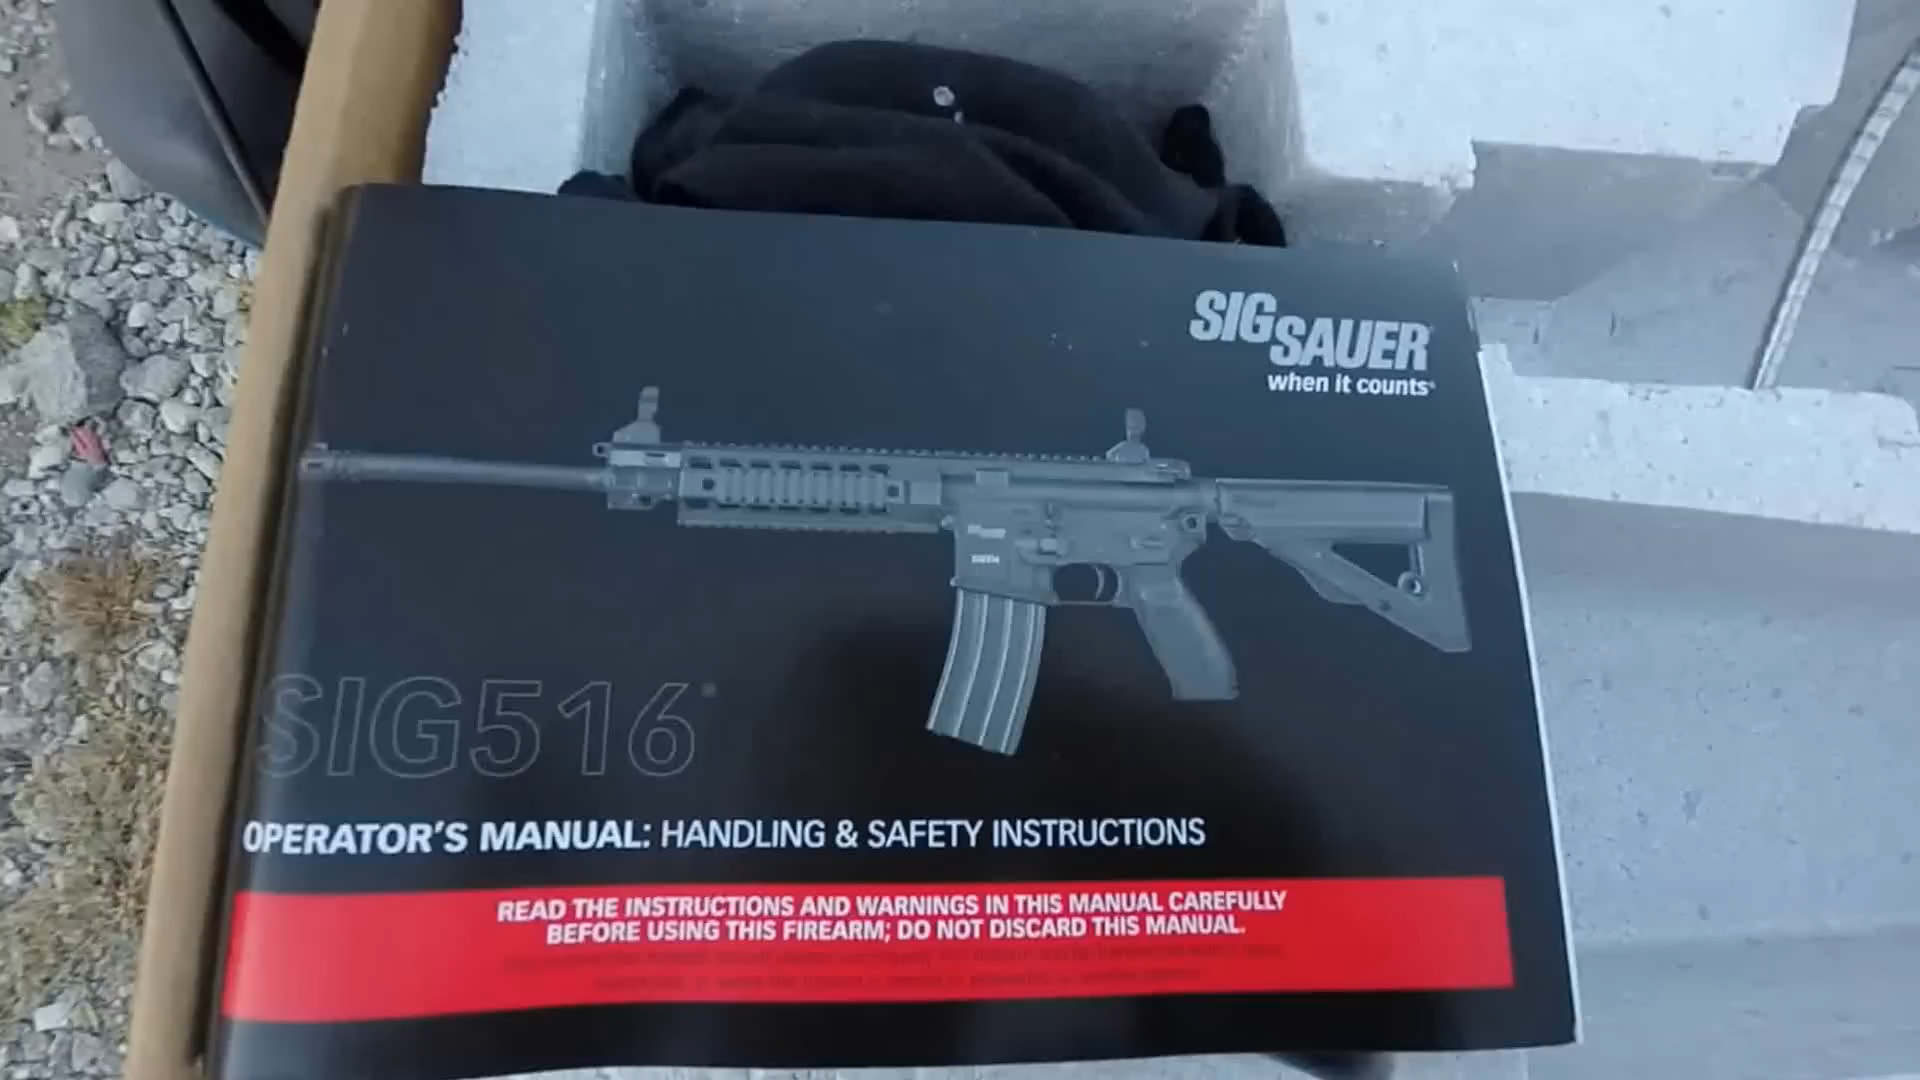 SIG SAUER
when it counts
SIG516
OPERATOR'S MANUAL: HANDLING & SAFETY INSTRUCTIONS
READ THE INSTRUCTIONS AND WARNINGS IN THIS MANUAL CAREFULLY
BEFORE USING THIS FIREARM; DO NOT DISCARD THIS MANUAL.